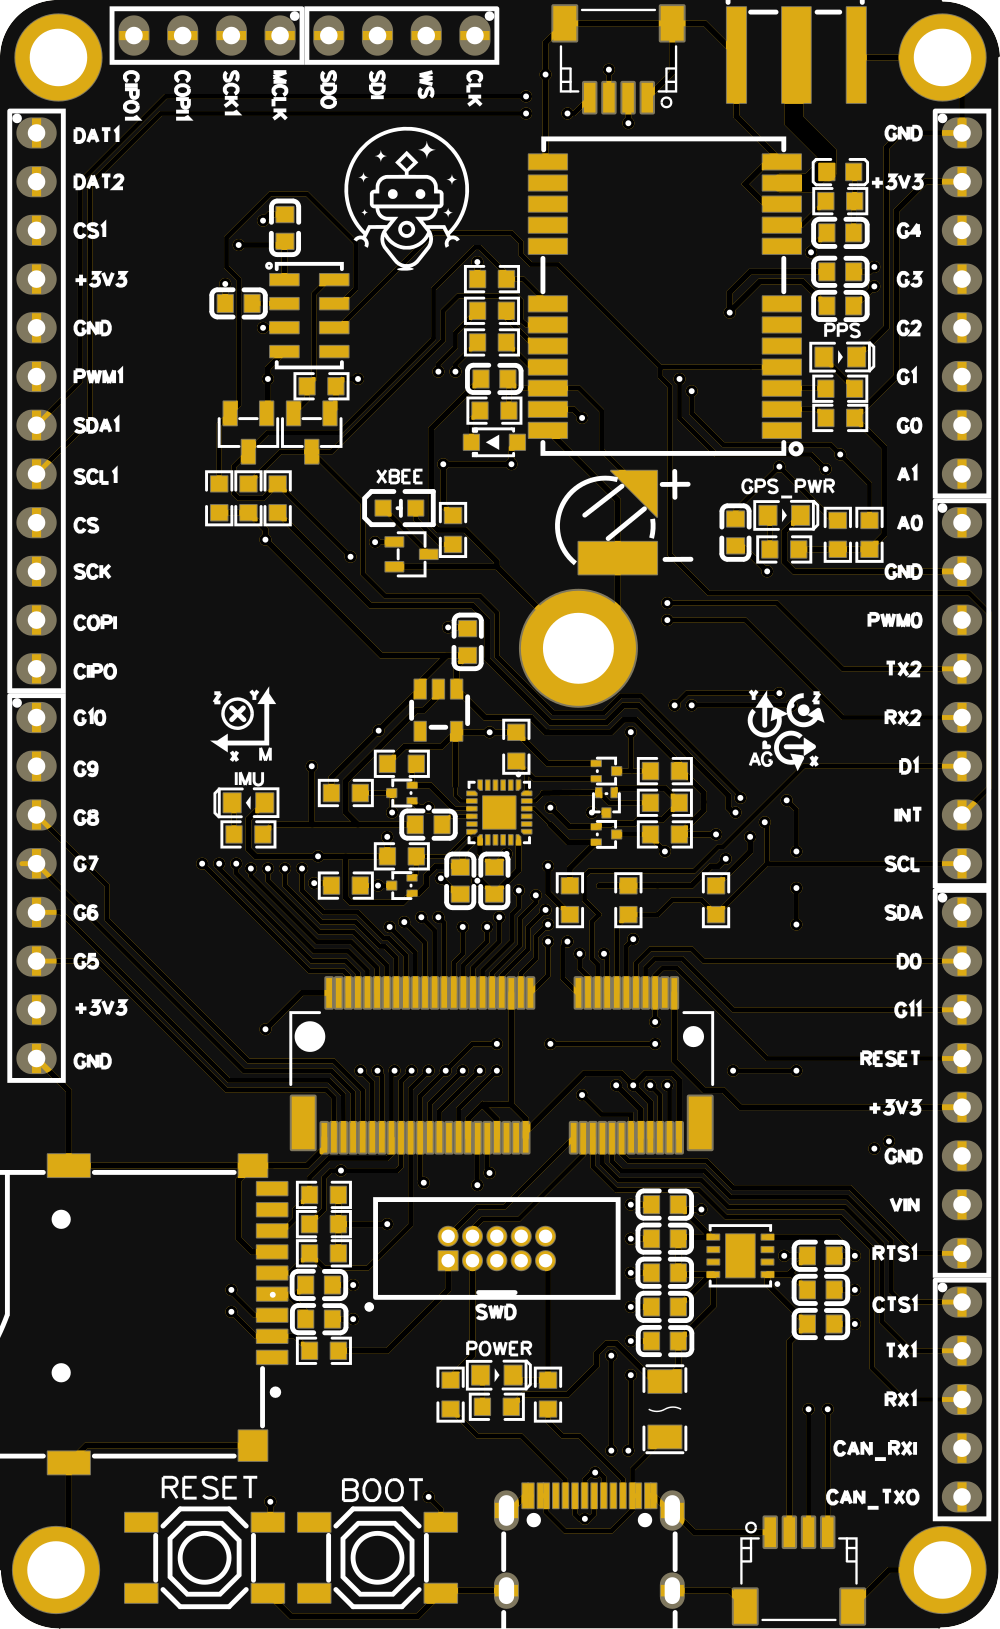 CIPO1
COPI1
SCK1
MCLK
SDO
SDI
WS
CLK
DAT1
DAT2
CS1
+3V3
GND
PWM1
SDA1
SCL1
CS
SCK
COPI
CIPO
G10
G9
G8
G7
G6
G5
+3V3
GND
GND
+3V3
G4
G3
G2
G1
G0
A1
A0
GND
PWM0
TX2
RX2
D1
INT
SCL
SDA
D0
G11
RESET
+3V3
GND
VIN
RTS1
CTS1
TX1
RX1
CAN_RX1
CAN_TX0
PPS
XBEE
GPS_PWR
+
−
Z
Y
X
M
IMU
Y
Z
X
AG
SWD
POWER
RESET
BOOT